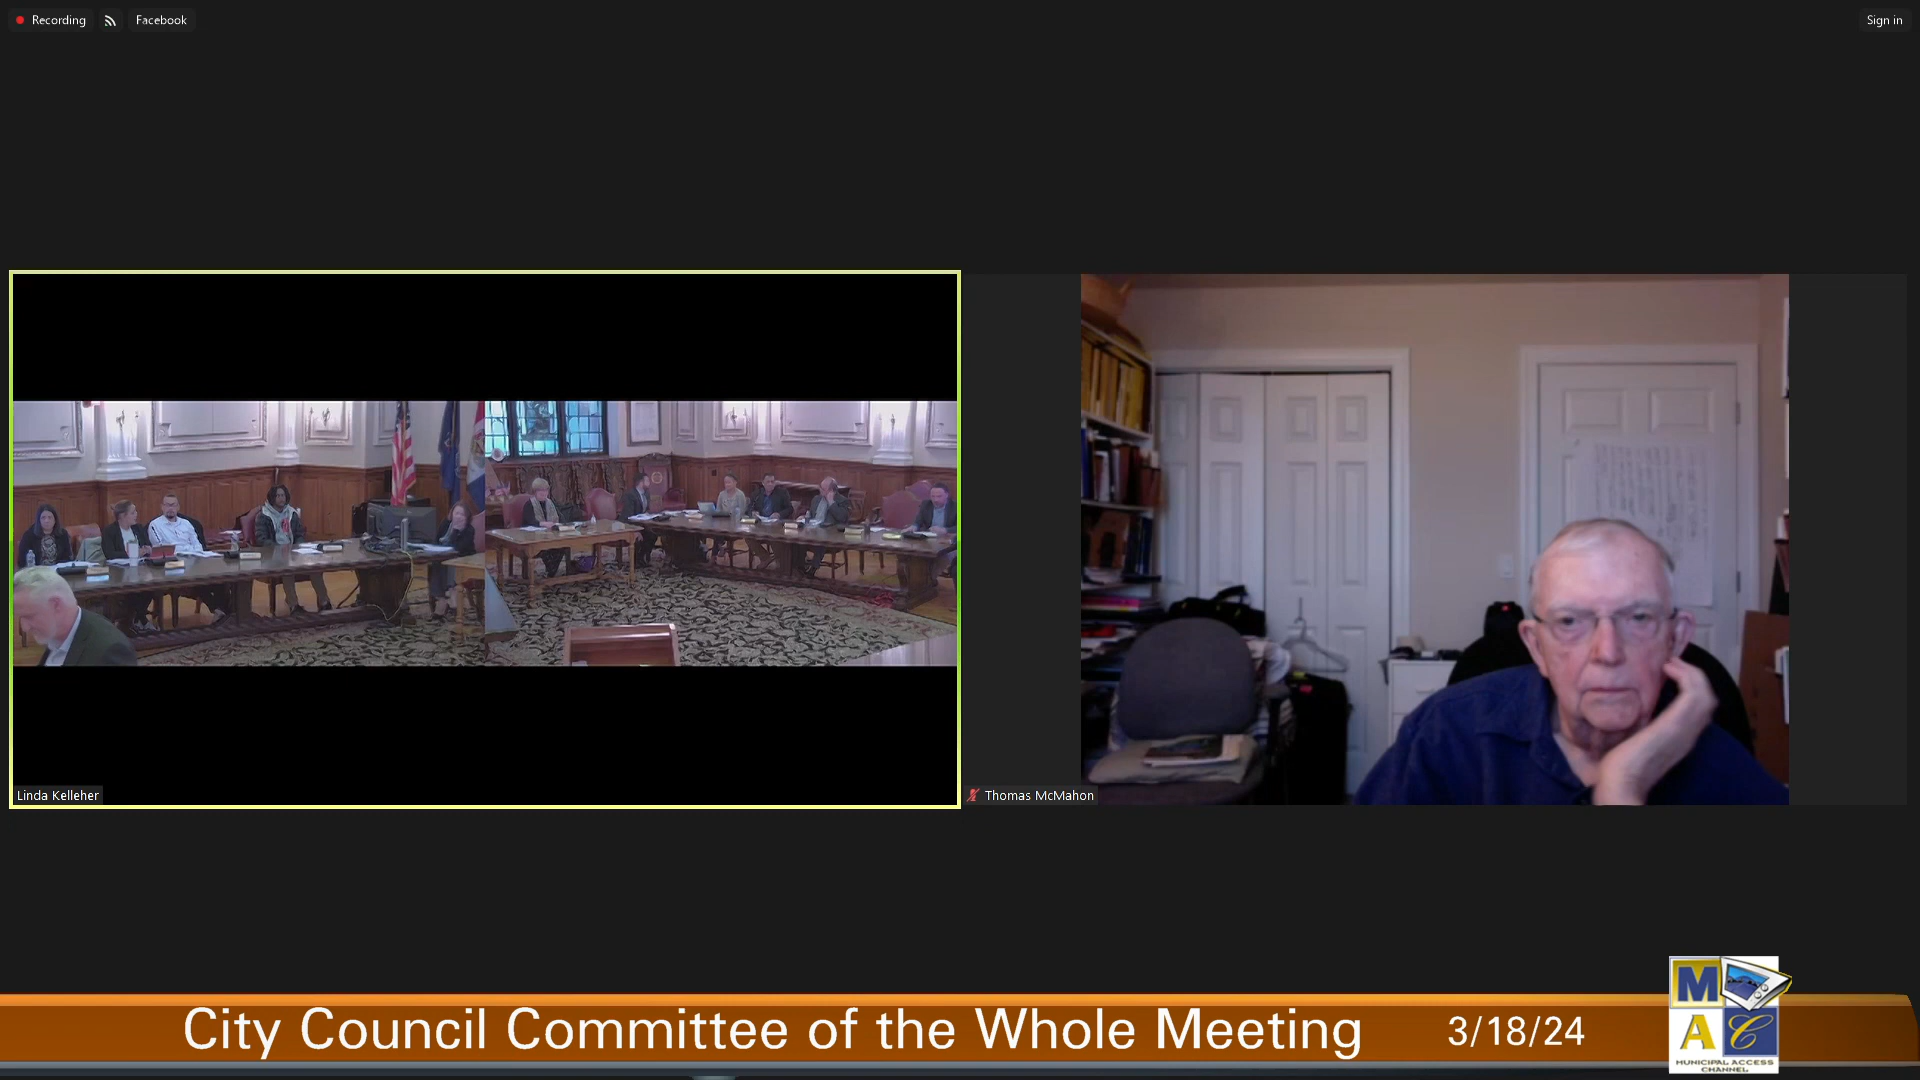 Recording
Facebook
Sign in
Linda Kelleher
Thomas McMahon
City Council Committee of the Whole Meeting
3/18/24
M
A C
MUNICIPAL ACCESS
CHANNEL